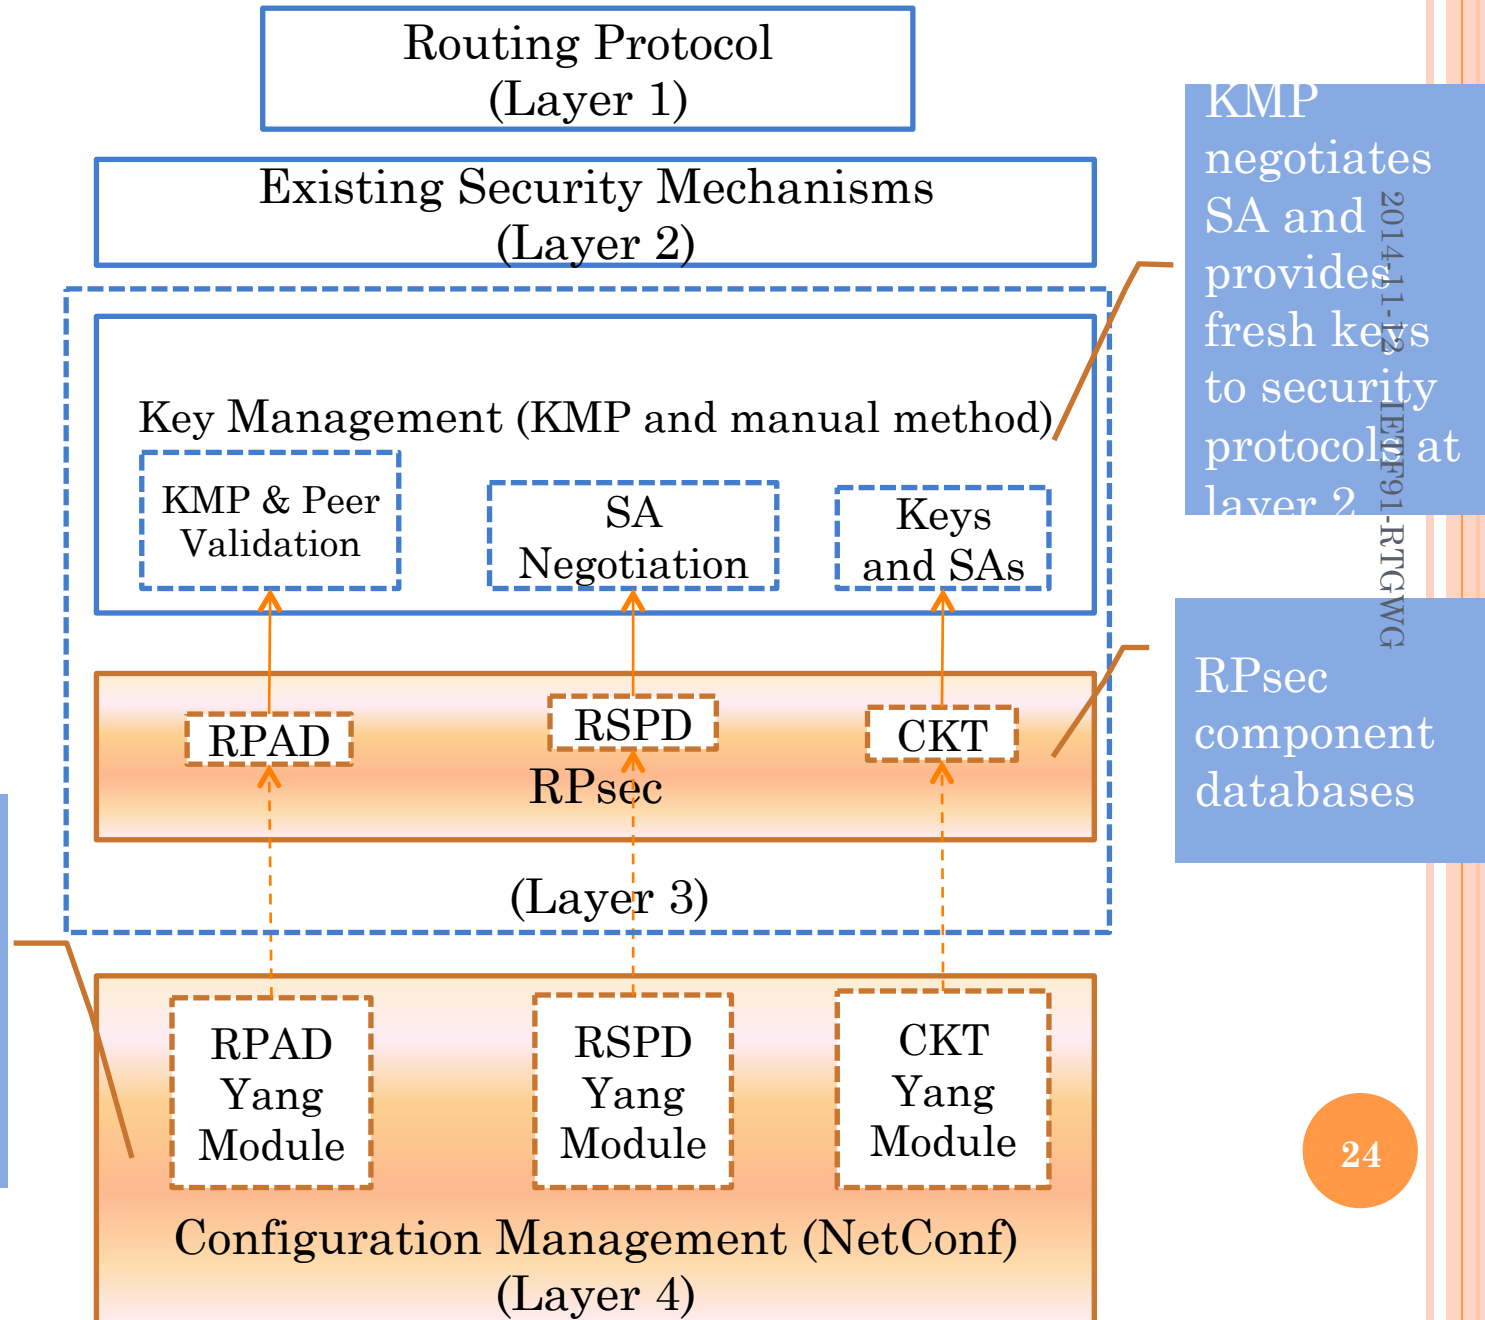 Routing Protocol
(Layer 1)
Existing Security Mechanisms
(Layer 2)
Key Management (KMP and manual method)
KMP & Peer
Validation
SA
Negotiation
Keys
and SAs
RPAD
RSPD
CKT
RPsec
(Layer 3)
RPAD
Yang
Module
RSPD
Yang
Module
CKT
Yang
Module
Configuration Management (NetConf)
(Layer 4)
KMP
negotiates
SA and
provides
fresh keys
to security
protocols at
layer 2
RPsec
component
databases
2014-11-12 IETF91-RTGWG
24